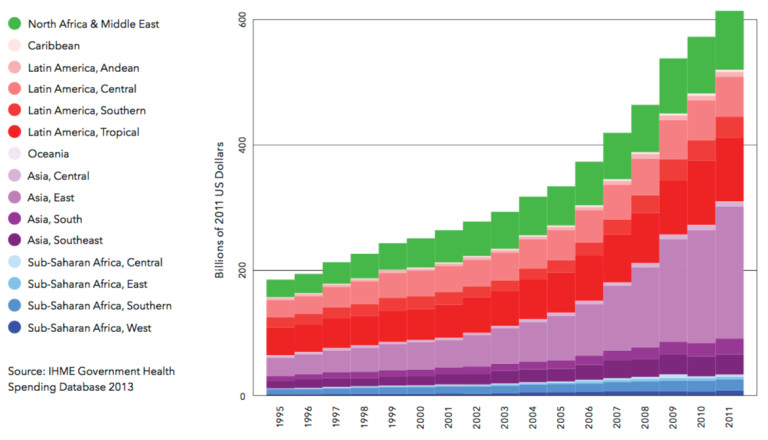 North Africa & Middle East
Caribbean
Latin America, Andean
Latin America, Central
Latin America, Southern
Latin America, Tropical
Oceania
Asia, Central
Asia, East
Asia, South
Asia, Southeast
Sub-Saharan Africa, Central
Sub-Saharan Africa, East
Sub-Saharan Africa, Southern
Sub-Saharan Africa, West
Source: IHME Government Health
Spending Database 2013
Billions of 2011 US Dollars
600
400
200
0
1995
1996
1997
1998
1999
2000
2001
2002
2003
2004
2005
2006
2007
2008
2009
2010
2011